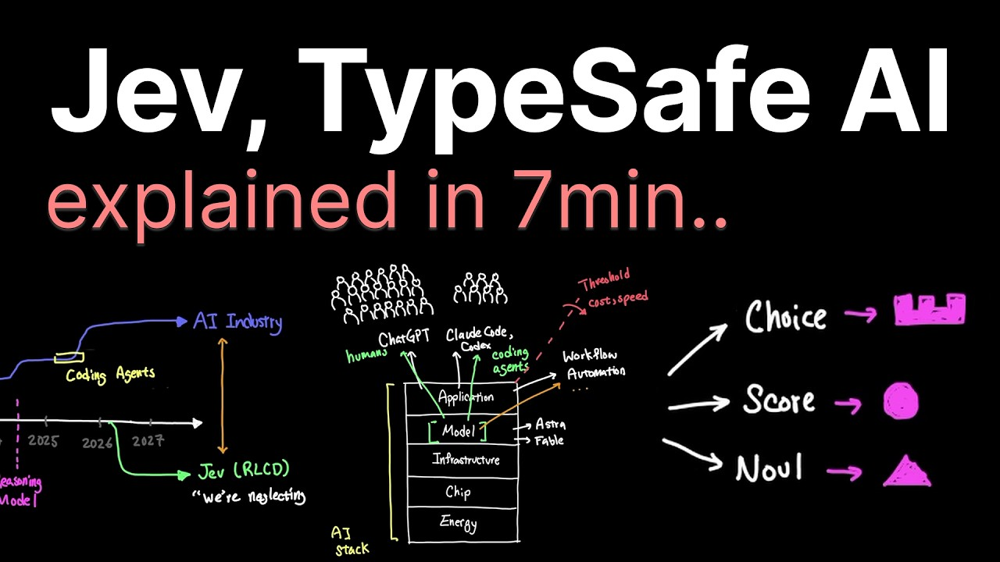 Jev, TypeSafe AI
explained in 7min..
AI Industry
Coding Agents
2025
2026
2027
Jev (RLCD)
"We're neglecting
easoning
Model
ChatGPT
humans
Claude Code,
Codex
coding
agents
Threshold
cost, speed
Workflow
Automation
...
Application
Model
Astra
Fable
Infrastructure
Chip
Energy
AI
stack
Choice
Score
Noul